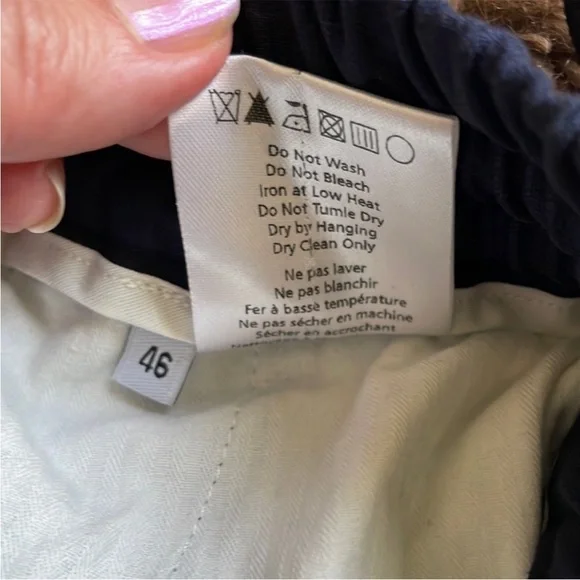 Do Not Wash
Do Not Bleach
Iron at Low Heat
Do Not Tumle Dry
Dry by Hanging
Dry Clean Only
Ne pas laver
Ne pas blanchir
Fer à basse température
Ne pas sécher en machine
Sécher en accrochant
46